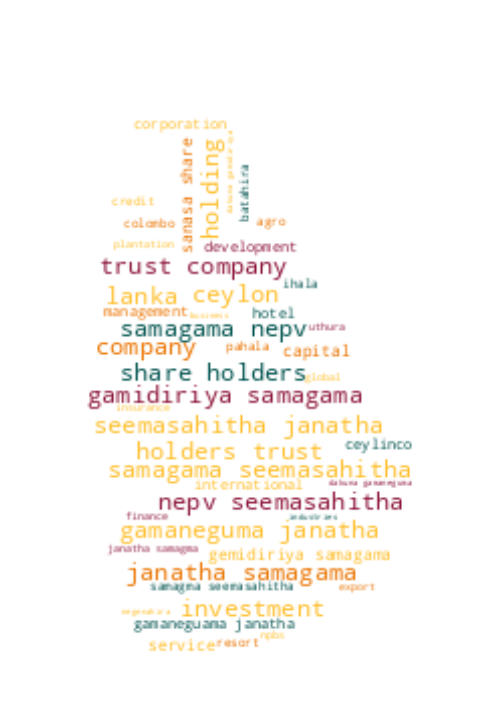 corporation
sanasa share
holding
batahira
credit
colombo
agro
plantation
development
trust company
ihala
lanka
ceylon
management
business
hotel
samagama nepv
uthura
company
pahala
capital
share holders
global
gamidiriya samagama
insurance
seemasahitha janatha
ceylinco
holders trust
samagama seemasahitha
international
dakuna gamaneguma
nepv seemasahitha
finance
industries
gamaneguma janatha
janatha samagma
gemidiriya samagama
janatha samagama
samagma seemasahitha
export
investment
gamaneguama janatha
npbs
service
resort